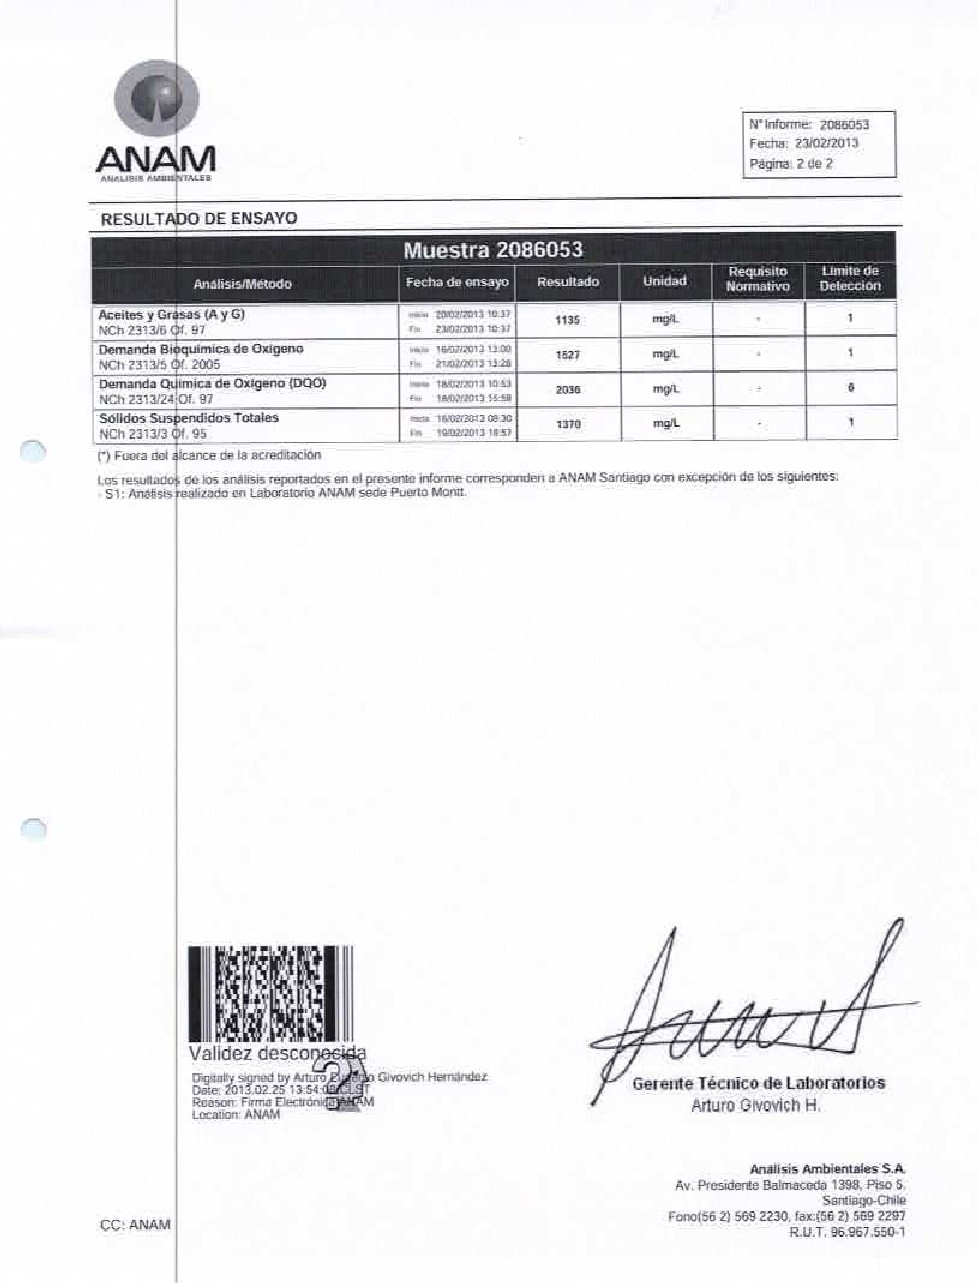 ANAM
ANALISIS AMBIENTALES
N° Informe: 2086053
Fecha: 23/02/2013
Página: 2 de 2
RESULTADO DE ENSAYO
Muestra 2086053
Análisis/Método Fecha de ensayo Resultado Unidad Requisito Normativo Límite de Detección
Aceites y Grasas (A y G) Inicio 20/02/2013 16:37 1135 mg/L - 1
NCh 2313/6 Of. 97 Fin 23/02/2013 10:37
Demanda Bioquímica de Oxígeno Inicio 16/02/2013 13:00 1527 mg/L - 1
NCh 2313/5 Of. 2005 Fin 21/02/2013 13:28
Demanda Química de Oxígeno (DQO) Inicio 18/02/2013 10:53 2036 mg/L - 6
NCh 2313/24 Of. 97 Fin 18/02/2013 15:58
Sólidos Suspendidos Totales Inicio 16/02/2013 08:30 1370 mg/L - 1
NCh 2313/3 Of. 95 Fin 19/02/2013 18:57
(*) Fuera del alcance de la acreditación
Los resultados de los análisis reportados en el presente informe corresponden a ANAM Santiago con excepción de los siguientes:
- S1: Análisis realizado en Laboratorio ANAM sede Puerto Montt.
Validez desconocida
Digitally signed by Arturo Givovich Hernández
Date: 2013.02.25 13:54
Reason: Firma Electrónica ANAM
Location: ANAM
Gerente Técnico de Laboratorios
Arturo Givovich H.
Análisis Ambientales S.A.
Av. Presidente Balmaceda 1398, Piso 5.
Santiago-Chile
Fono(56 2) 569 2230, fax:(56 2) 569 2297
R.U.T. 96.967.550-1
CC: ANAM